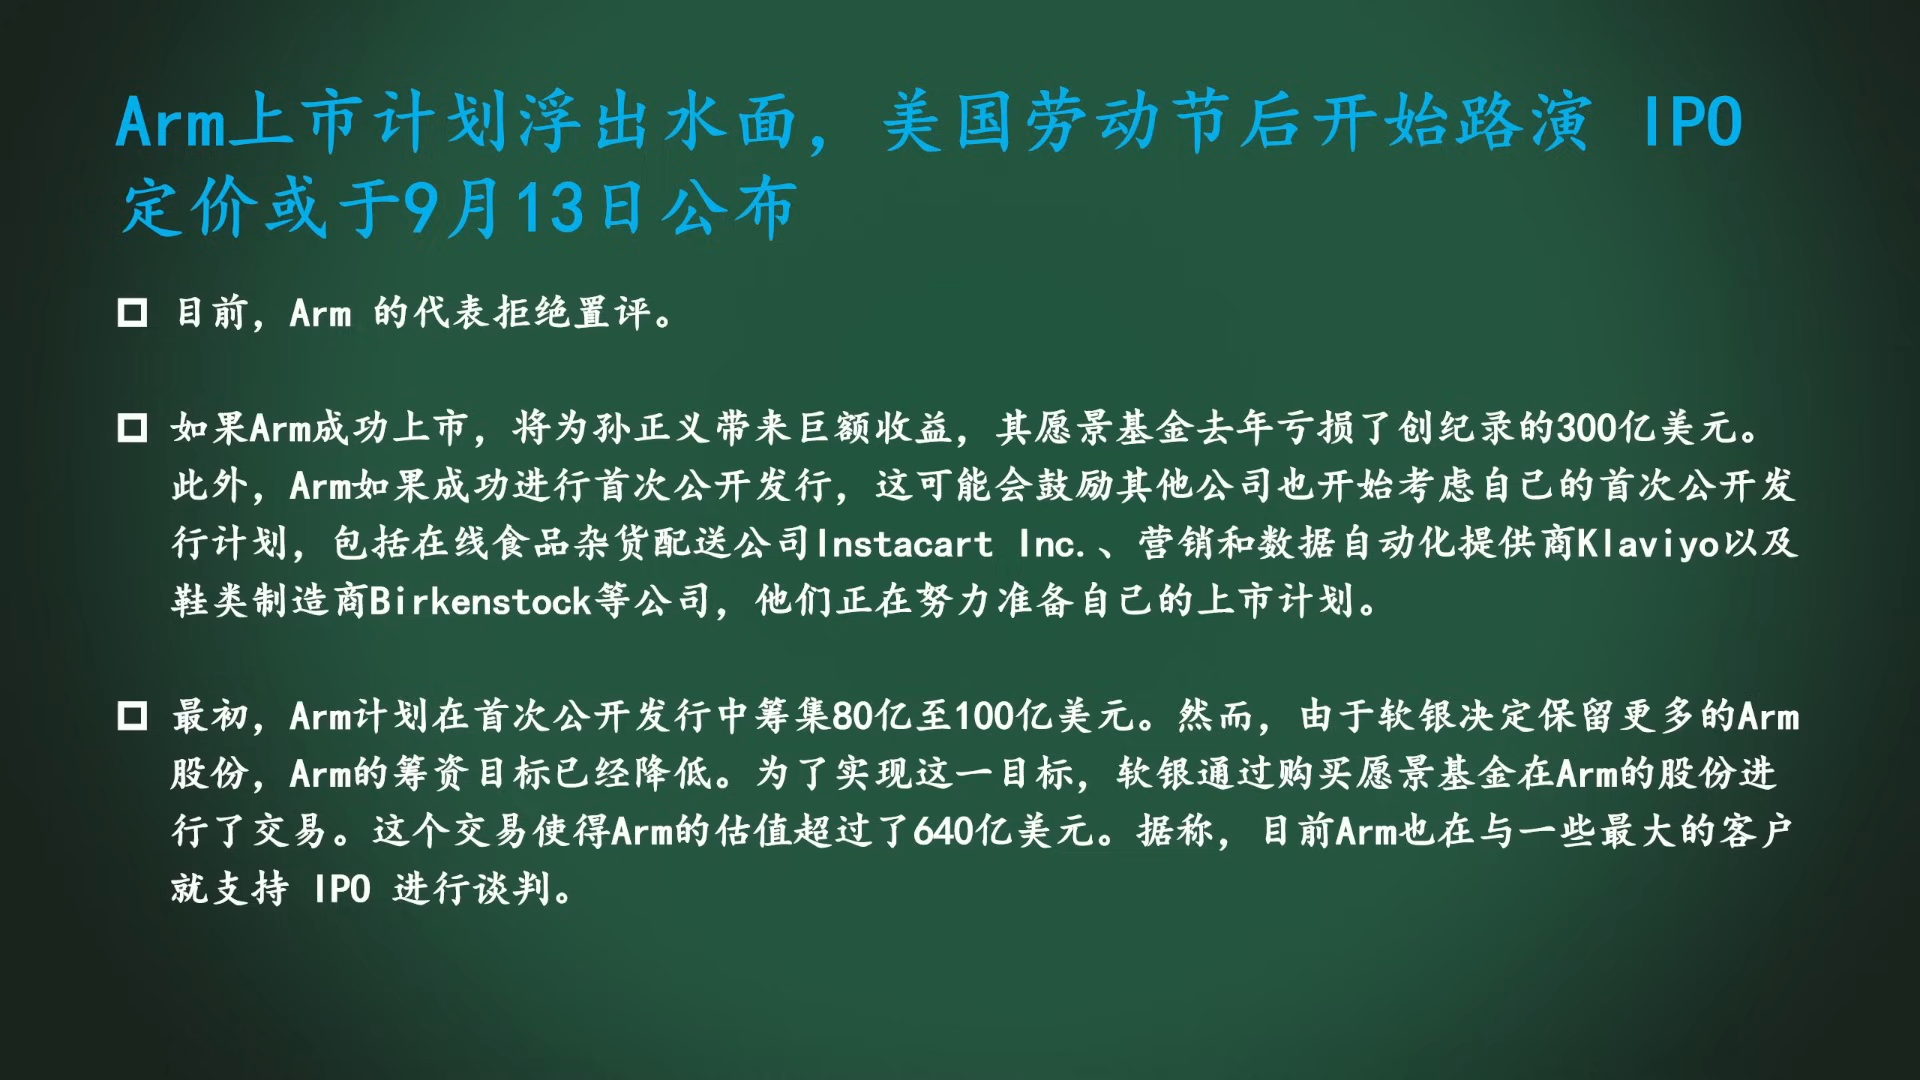 Arm上市计划浮出水面，美国劳动节后开始路演 IPO
定价或于9月13日公布
目前，Arm 的代表拒绝置评。
如果Arm成功上市，将为孙正义带来巨额收益，其愿景基金去年亏损了创纪录的300亿美元。
此外，Arm如果成功进行首次公开发行，这可能会鼓励其他公司也开始考虑自己的首次公开发
行计划，包括在线食品杂货配送公司Instacart Inc.、营销和数据自动化提供商Klaviyo以及
鞋类制造商Birkenstock等公司，他们正在努力准备自己的上市计划。
最初，Arm计划在首次公开发行中筹集80亿至100亿美元。然而，由于软银决定保留更多的Arm
股份，Arm的筹资目标已经降低。为了实现这一目标，软银通过购买愿景基金在Arm的股份进
行了交易。这个交易使得Arm的估值超过了640亿美元。据称，目前Arm也在与一些最大的客户
就支持 IPO 进行谈判。